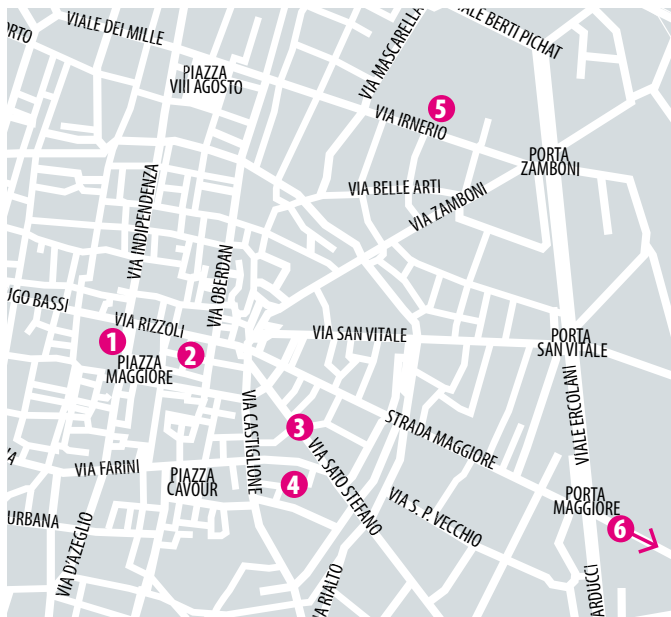 VIALE DEI MILLE
ORTO
VIALE BERTI PICHAT
VIA MASCARELLA
PIAZZA
VIII AGOSTO
5
VIA IRNERIO
PORTA
ZAMBONI
VIA BELLE ARTI
VIA ZAMBONI
VIA INDIPENDENZA
VIA OBERDAN
UGO BASSI
VIA RIZZOLI
1
2
PIAZZA
MAGGIORE
VIA SAN VITALE
PORTA
SAN VITALE
VIALE ERCOLANI
VIA CASTIGLIONE
3
VIA SATO STEFANO
STRADA MAGGIORE
VIA FARINI
PIAZZA
CAVOUR
4
VIA S. P. VECCHIO
PORTA
MAGGIORE
6
URBANA
VIA D'AZEGLIO
A RIALTO
ARDUCCI